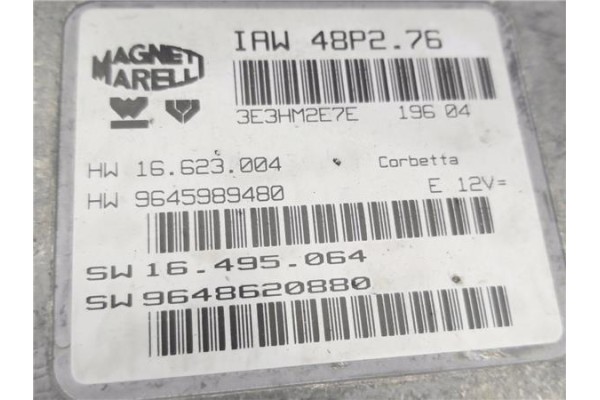 MAGNETI
MARELLI
IAW 48P2.76
3E3HM2E7E 196 04
HW 16.623.004 Corbetta
HW 9645989480 E 12V=
SW 16.495.064
SW 9648620880